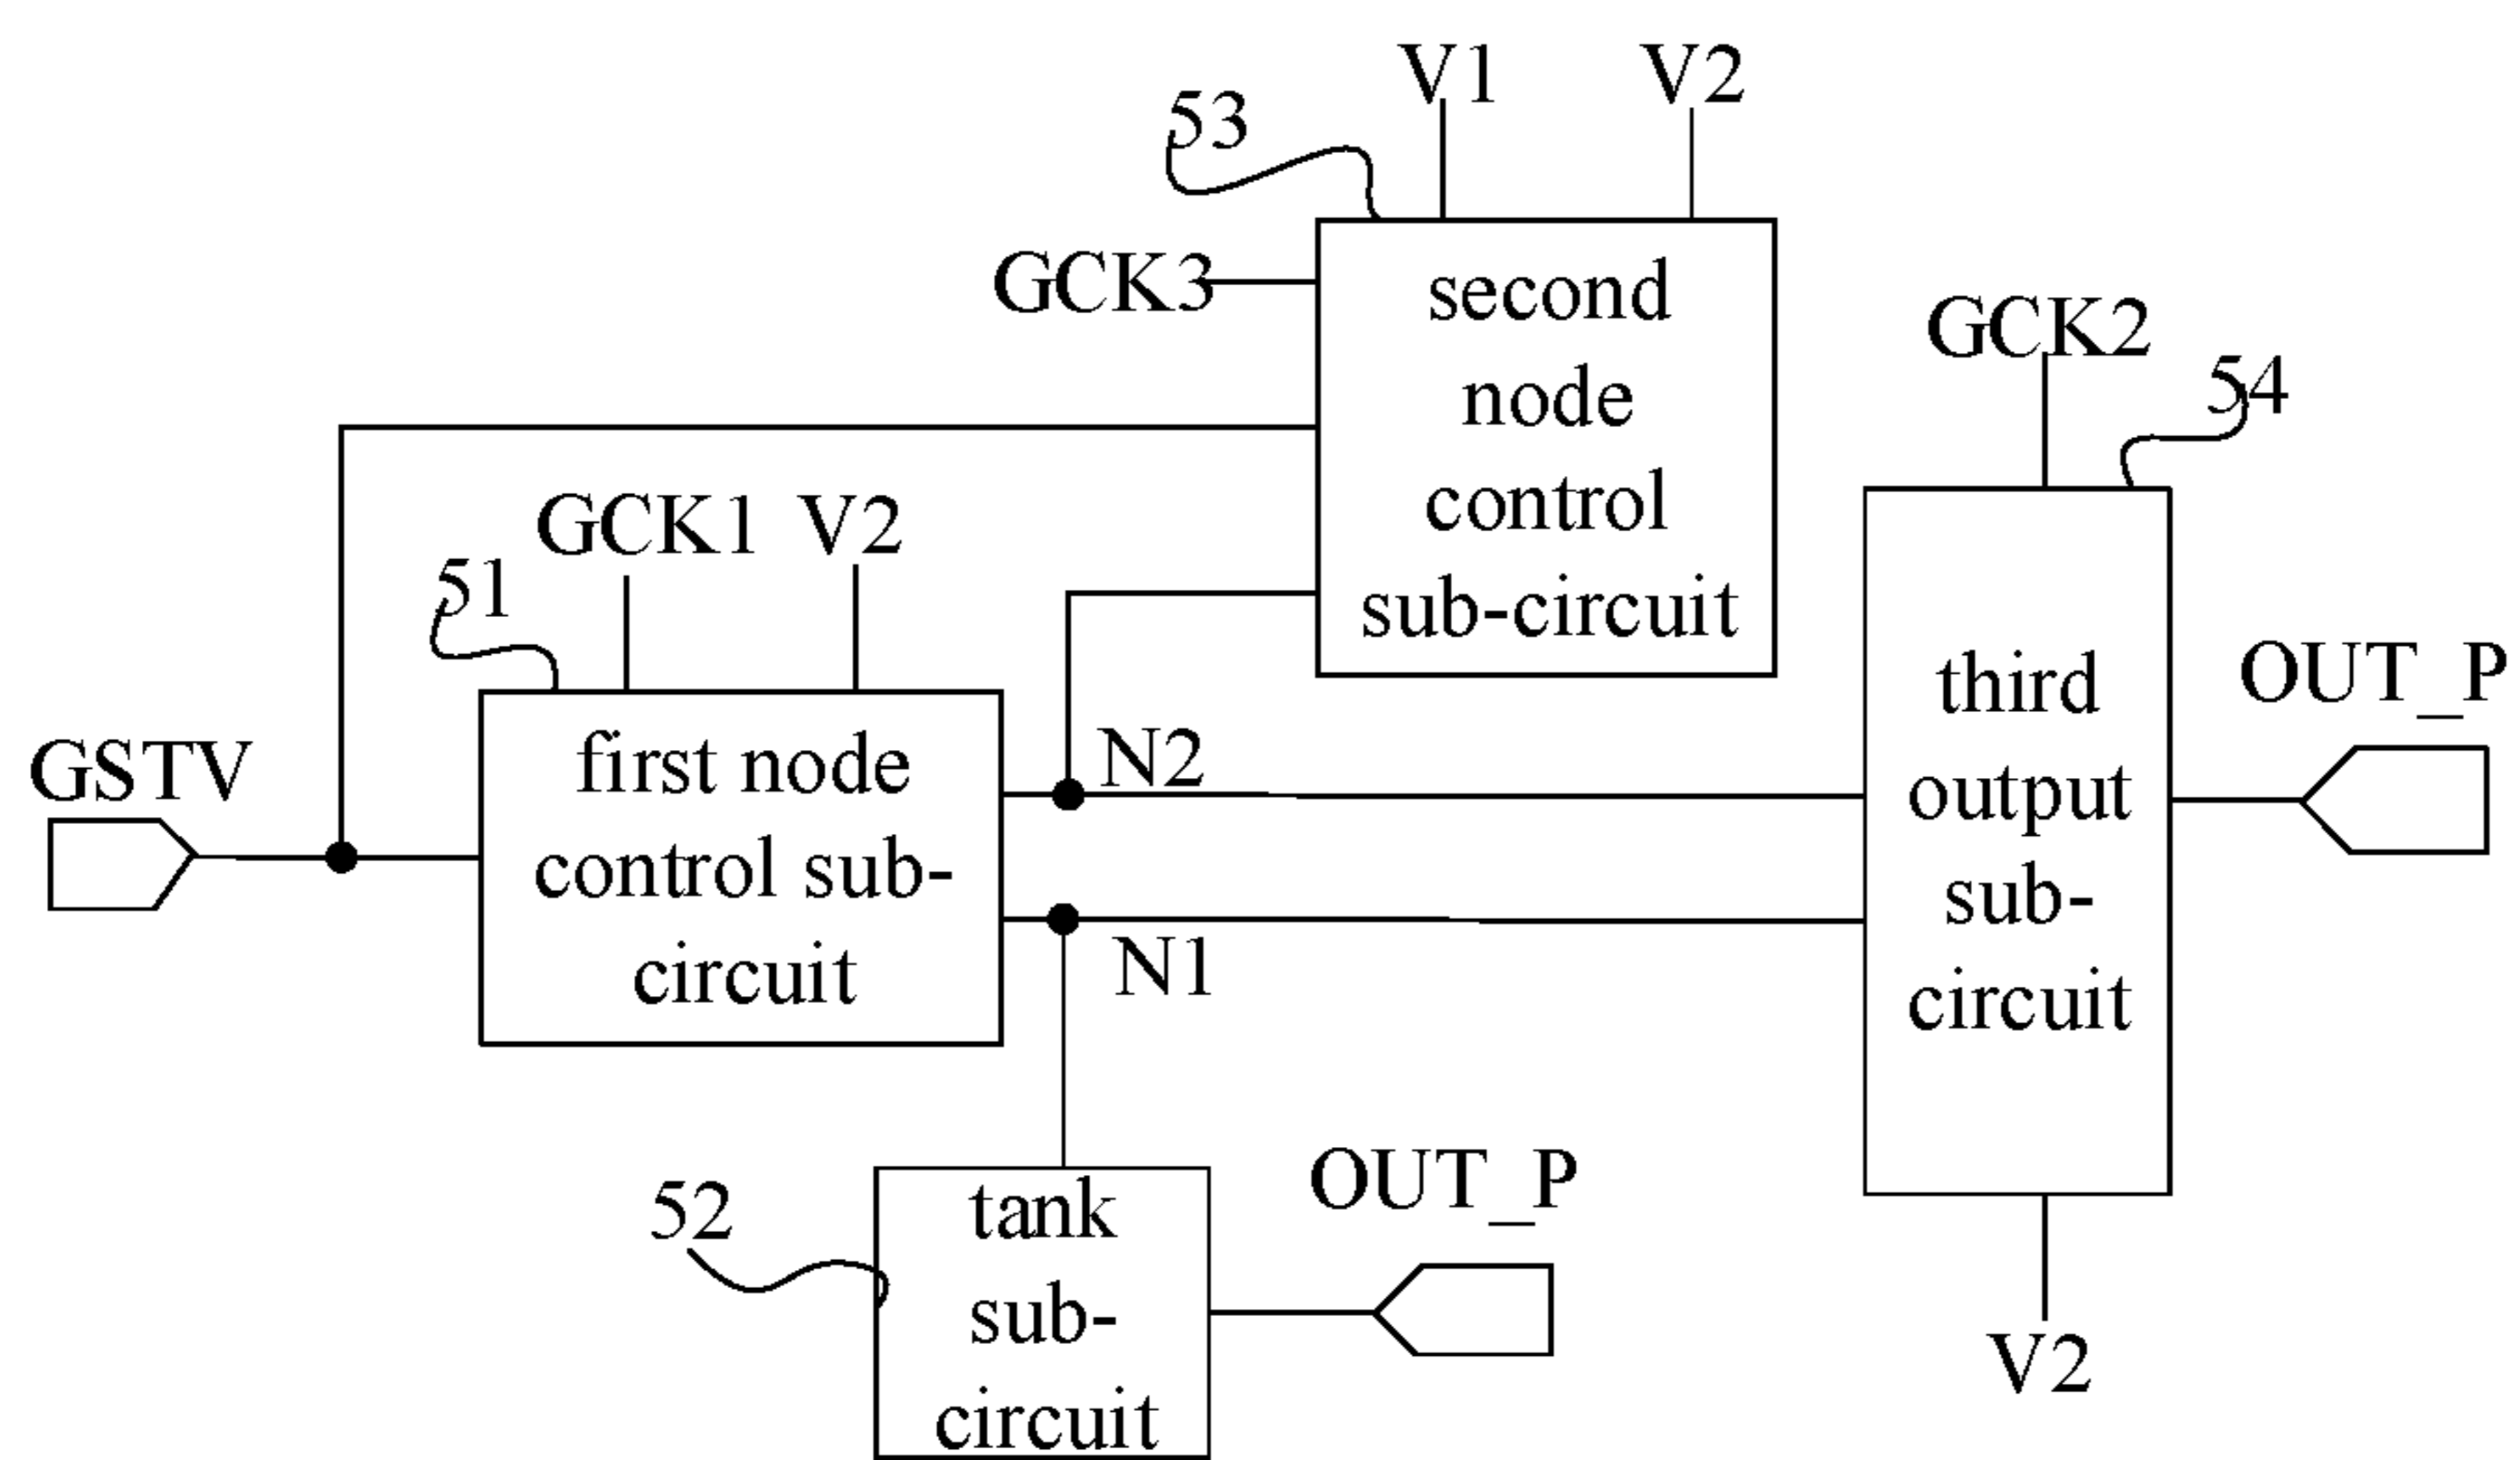 V1
V2
53
GCK3
second
node
control
sub-circuit
GCK2
54
GCK1
V2
51
GSTV
first node
control sub-
circuit
N2
N1
third
output
sub-
circuit
OUT_P
52
tank
sub-
circuit
OUT_P
V2